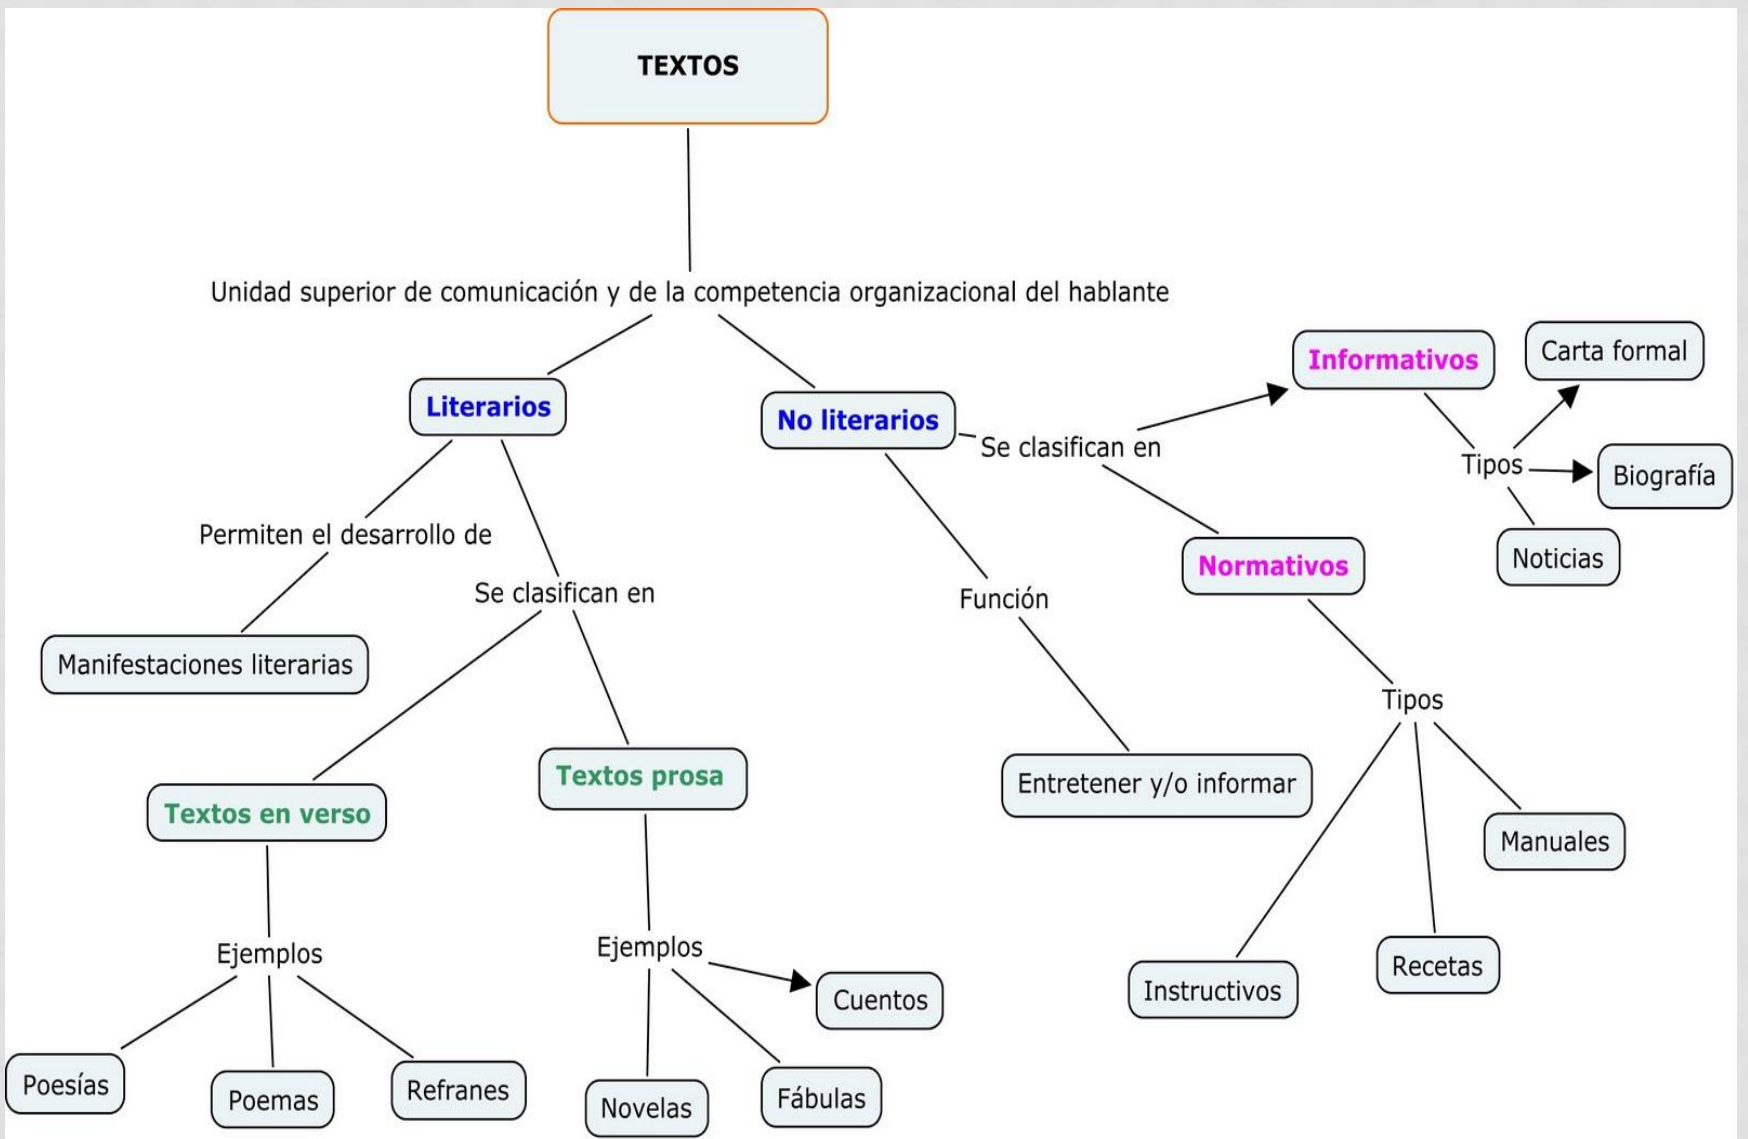 TEXTOS
Unidad superior de comunicación y de la competencia organizacional del hablante
Literarios
No literarios
Se clasifican en
Informativos
Carta formal
Tipos
Biografía
Noticias
Permiten el desarrollo de
Se clasifican en
Función
Normativos
Manifestaciones literarias
Tipos
Textos en verso
Textos prosa
Entretener y/o informar
Manuales
Ejemplos
Ejemplos
Cuentos
Instructivos
Recetas
Poesías
Poemas
Refranes
Novelas
Fábulas